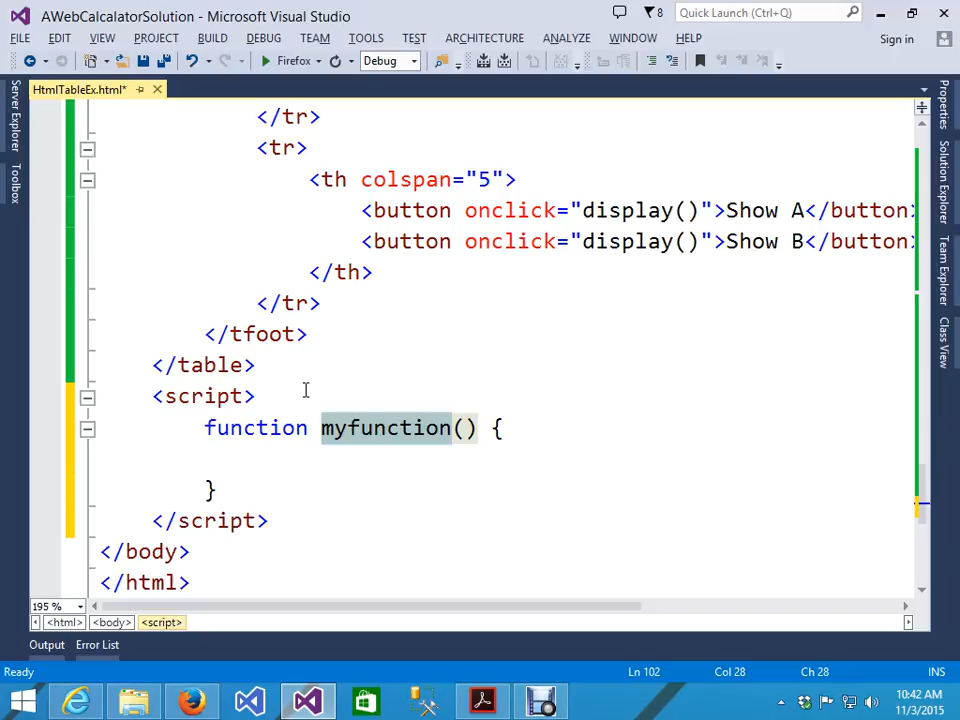 AWebCalcalatorSolution - Microsoft Visual Studio
8
Quick Launch (Ctrl+Q)
FILE EDIT VIEW PROJECT BUILD DEBUG TEAM TOOLS TEST ARCHITECTURE ANALYZE WINDOW HELP Sign in
Firefox Debug
HtmlTableEx.html*
Server Explorer
Toolbox
Properties
Solution Explorer
Team Explorer
Class View
</tr>
<tr>
<th colspan="5">
<button onclick="display()">Show A</button>
<button onclick="display()">Show B</button>
</th>
</tr>
</tfoot>
</table>
<script>
function myfunction() {
}
</script>
</body>
</html>
195 %
<html> <body> <script>
Output Error List
Ready Ln 102 Col 28 Ch 28 INS
10:42 AM
11/3/2015